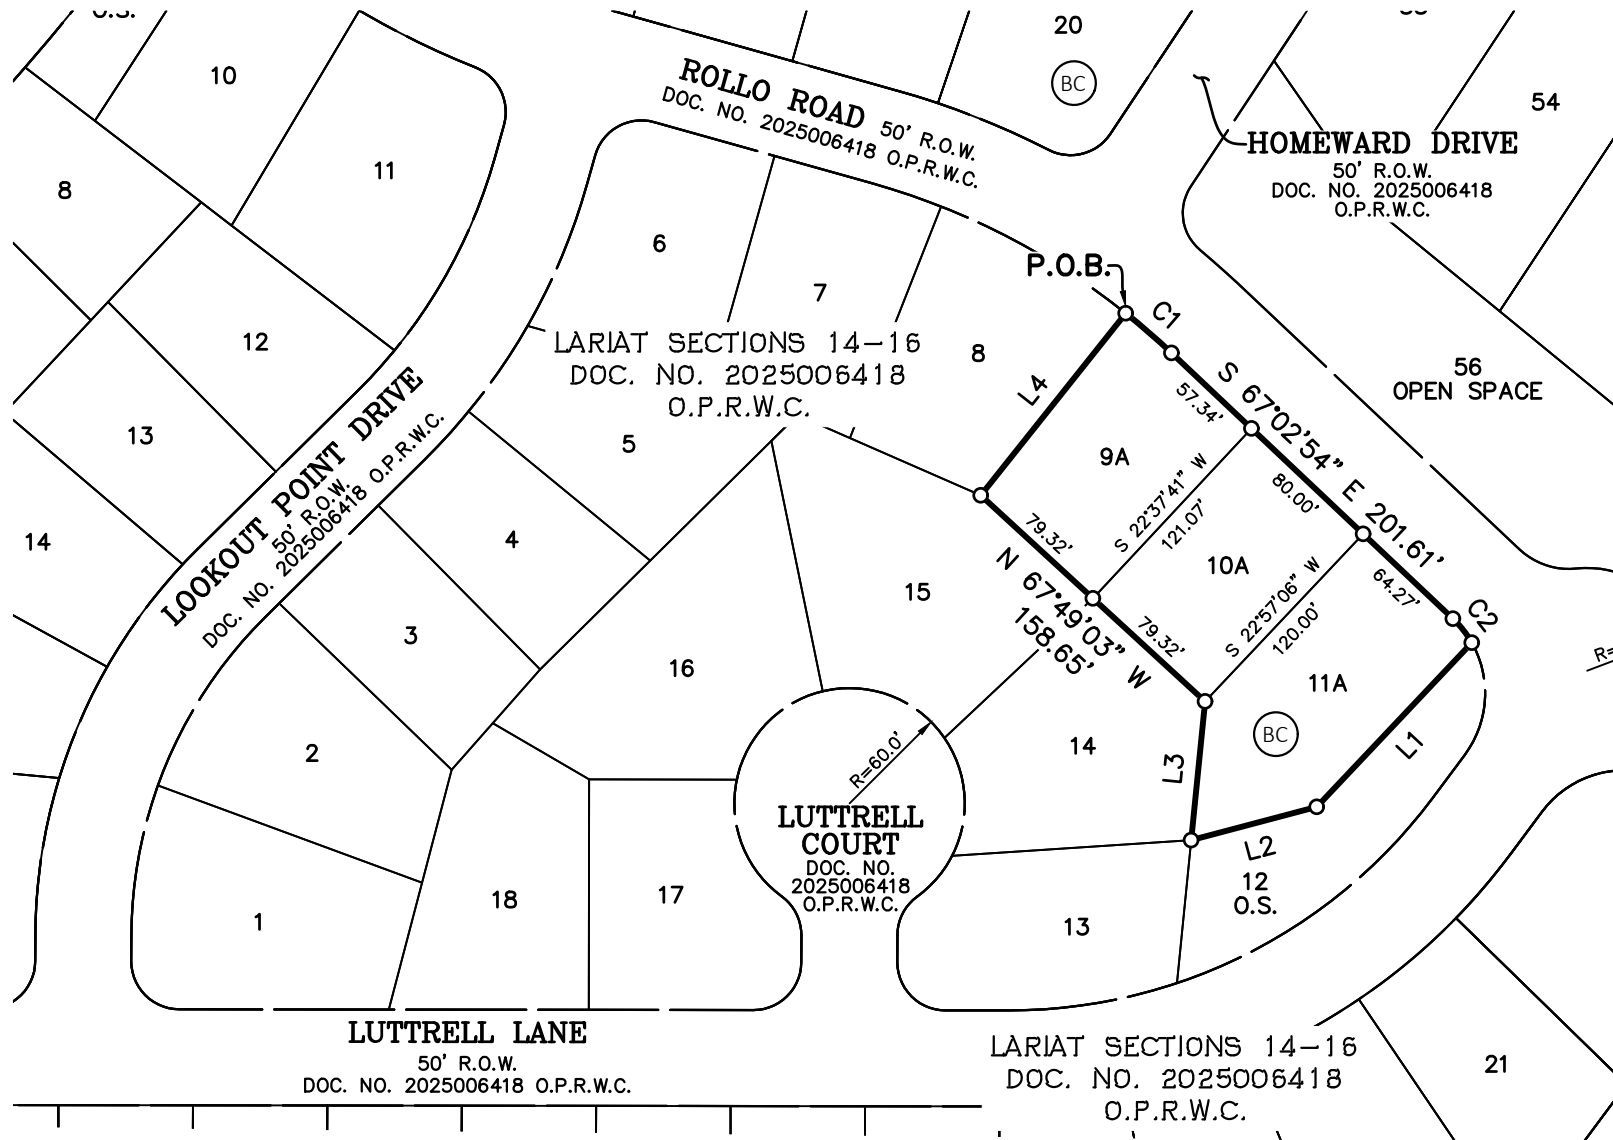 O.S.
10
11
8
12
13
14
ROLLO ROAD 50' R.O.W.
DOC. NO. 2025006418 O.P.R.W.C.
20
BC
54
HOMEWARD DRIVE
50' R.O.W.
DOC. NO. 2025006418
O.P.R.W.C.
6
7
8
P.O.B.
C1
LARIAT SECTIONS 14-16
DOC. NO. 2025006418
O.P.R.W.C.
L4
S 67°02'54" E 201.61'
57.34'
80.00'
64.27'
56
OPEN SPACE
LOOKOUT POINT DRIVE
50' R.O.W.
DOC. NO. 2025006418 O.P.R.W.C.
5
4
3
2
1
9A
S 22°37'41" W
121.07'
10A
S 22°57'06" W
120.00'
11A
BC
79.32'
79.32'
N 67°49'03" W
158.65'
C2
R=
L1
L2
L3
15
16
14
R=60.0'
LUTTRELL
COURT
DOC. NO.
2025006418
O.P.R.W.C.
12
O.S.
18
17
13
LUTTRELL LANE
50' R.O.W.
DOC. NO. 2025006418 O.P.R.W.C.
LARIAT SECTIONS 14-16
DOC. NO. 2025006418
O.P.R.W.C.
21